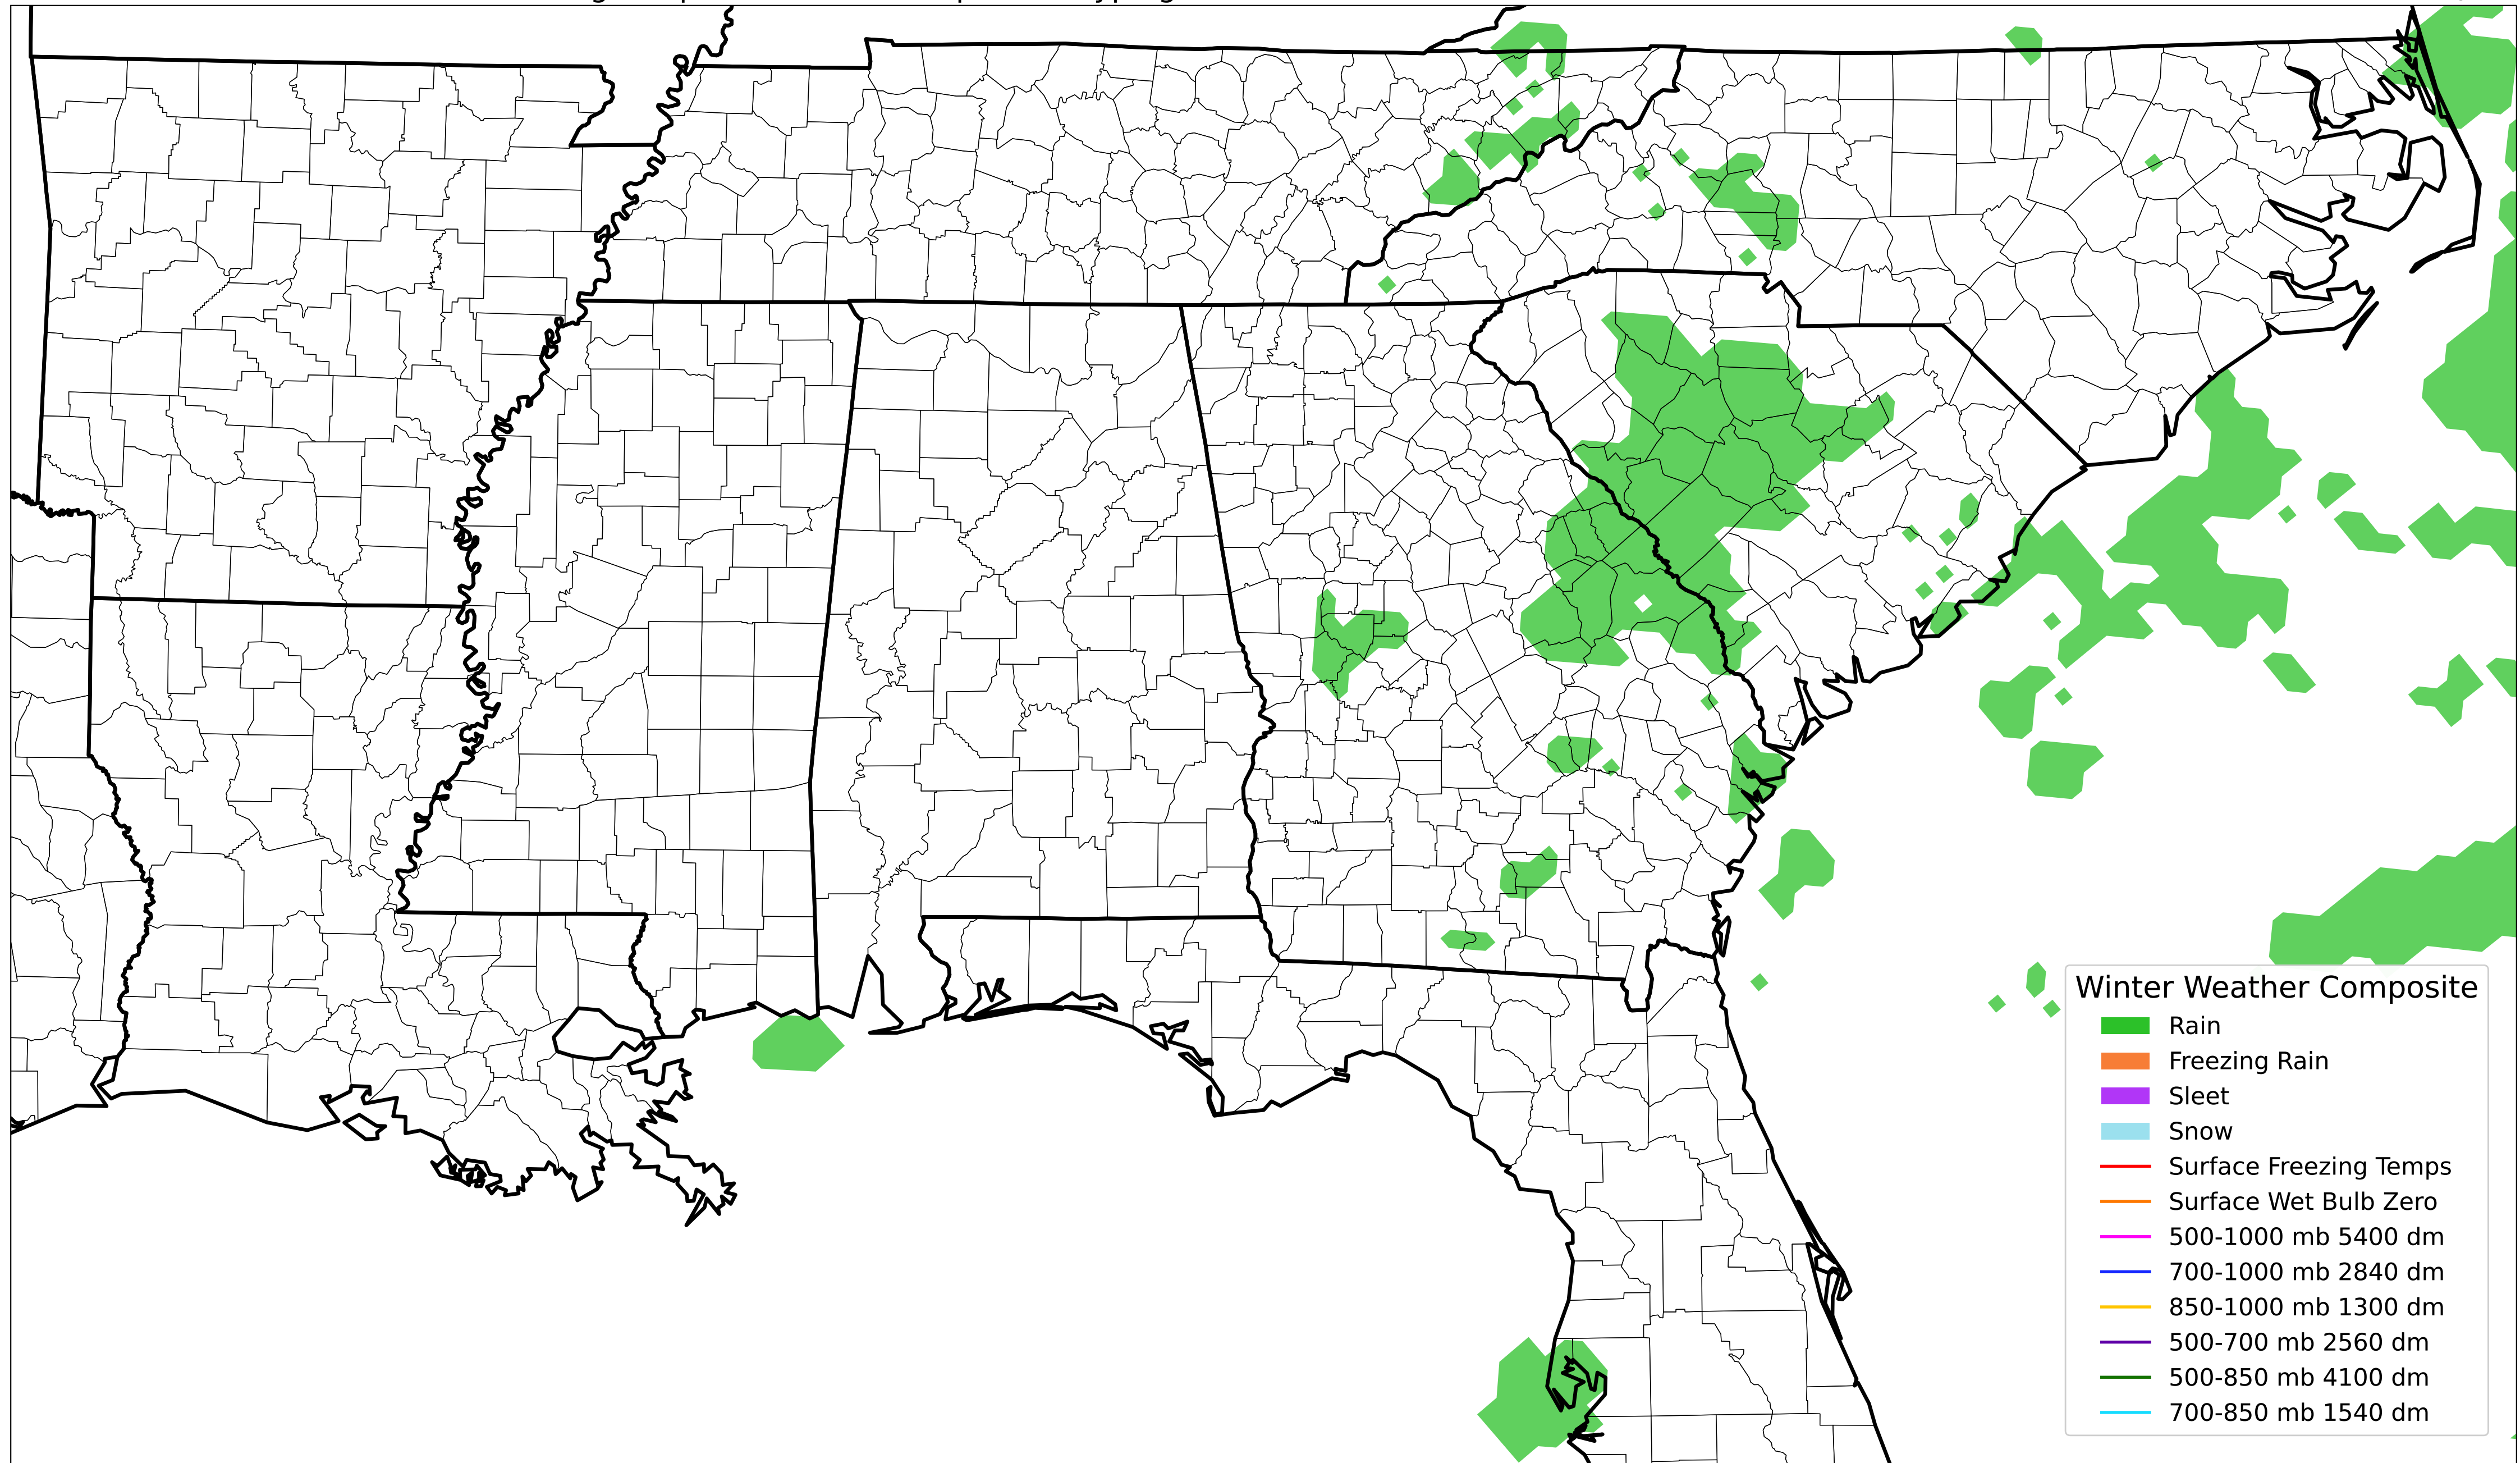 Winter Weather Composite
Rain
Freezing Rain
Sleet
Snow
Surface Freezing Temps
Surface Wet Bulb Zero
500-1000 mb 5400 dm
700-1000 mb 2840 dm
850-1000 mb 1300 dm
500-700 mb 2560 dm
500-850 mb 4100 dm
700-850 mb 1540 dm